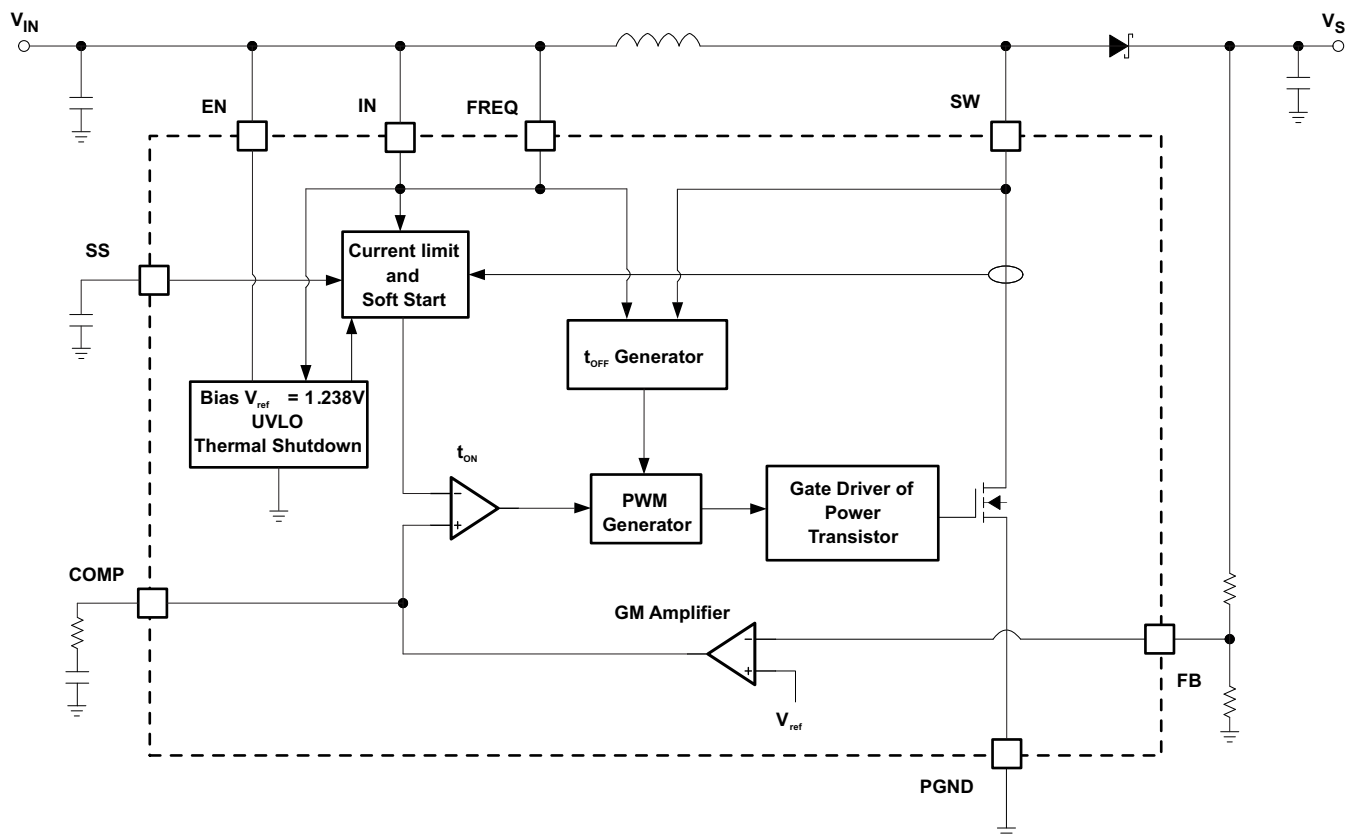 VIN
VS
EN
IN
FREQ
SW
SS
Current limit
and
Soft Start
tOFF Generator
Bias Vref = 1.238V
UVLO
Thermal Shutdown
tON
−
+
PWM
Generator
Gate Driver of
Power
Transistor
COMP
GM Amplifier
−
+
Vref
FB
PGND